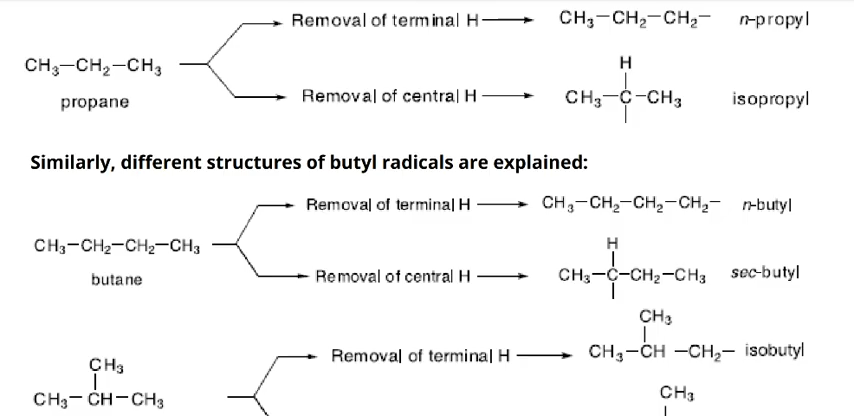 Removal of terminal H CH₃−CH₂−CH₂− n-propyl
CH₃−CH₂−CH₃
propane
H
Removal of central H CH₃−C−CH₃ isopropyl
Similarly, different structures of butyl radicals are explained:
Removal of terminal H CH₃−CH₂−CH₂−CH₂− n-butyl
CH₃−CH₂−CH₂−CH₃
butane
H
Removal of central H CH₃−C−CH₂−CH₃ sec-butyl
CH₃
Removal of terminal H CH₃−CH−CH₂− isobutyl
CH₃
CH₃−CH−CH₃
CH₃